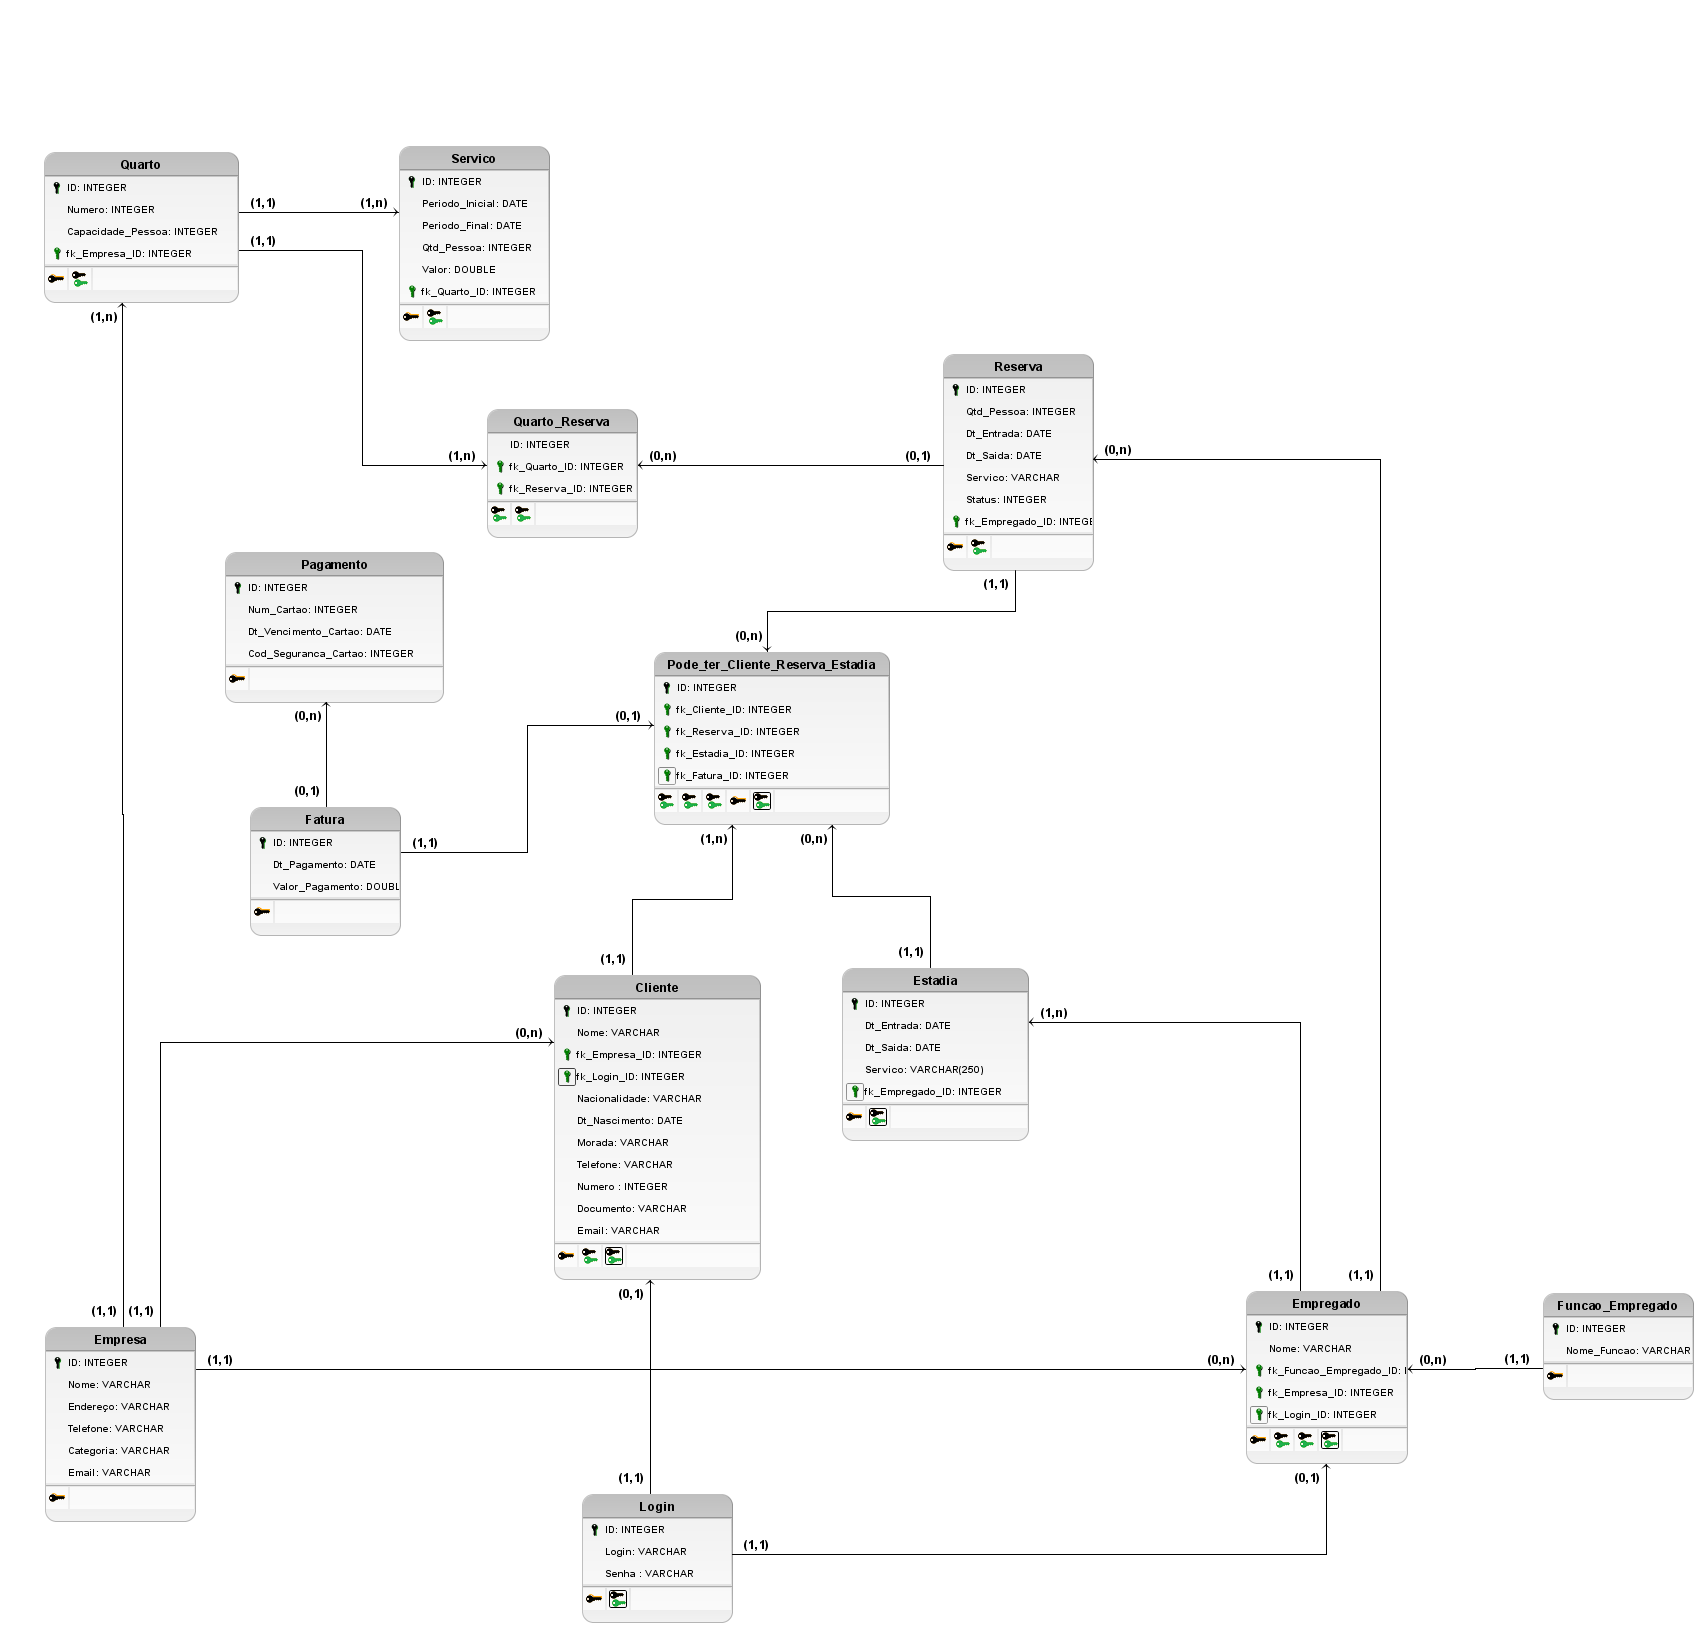 Quarto
ID: INTEGER
Numero: INTEGER
Capacidade_Pessoa: INTEGER
fk_Empresa_ID: INTEGER
(1,1)
(1,n)
(1,1)
(1,n)
Servico
ID: INTEGER
Periodo_Inicial: DATE
Periodo_Final: DATE
Qtd_Pessoa: INTEGER
Valor: DOUBLE
fk_Quarto_ID: INTEGER
Reserva
ID: INTEGER
Qtd_Pessoa: INTEGER
Dt_Entrada: DATE
Dt_Saida: DATE
Servico: VARCHAR
Status: INTEGER
fk_Empregado_ID: INTEGE
(0,n)
(1,1)
Quarto_Reserva
ID: INTEGER
fk_Quarto_ID: INTEGER
fk_Reserva_ID: INTEGER
(1,n)
(0,n)
(0,1)
Pagamento
ID: INTEGER
Num_Cartao: INTEGER
Dt_Vencimento_Cartao: DATE
Cod_Seguranca_Cartao: INTEGER
(0,n)
(0,1)
(0,n)
Pode_ter_Cliente_Reserva_Estadia
ID: INTEGER
fk_Cliente_ID: INTEGER
fk_Reserva_ID: INTEGER
fk_Estadia_ID: INTEGER
fk_Fatura_ID: INTEGER
(0,1)
(1,n)
(0,n)
Fatura
ID: INTEGER
Dt_Pagamento: DATE
Valor_Pagamento: DOUBL
(1,1)
(1,1)
(1,1)
Cliente
ID: INTEGER
Nome: VARCHAR
fk_Empresa_ID: INTEGER
fk_Login_ID: INTEGER
Nacionalidade: VARCHAR
Dt_Nascimento: DATE
Morada: VARCHAR
Telefone: VARCHAR
Numero : INTEGER
Documento: VARCHAR
Email: VARCHAR
(0,n)
(0,1)
Estadia
ID: INTEGER
Dt_Entrada: DATE
Dt_Saida: DATE
Servico: VARCHAR(250)
fk_Empregado_ID: INTEGER
(1,n)
(1,1)
(1,1)
(1,1)
(1,1)
Empresa
ID: INTEGER
Nome: VARCHAR
Endereço: VARCHAR
Telefone: VARCHAR
Categoria: VARCHAR
Email: VARCHAR
(1,1)
(0,n)
Empregado
ID: INTEGER
Nome: VARCHAR
fk_Funcao_Empregado_ID: I
fk_Empresa_ID: INTEGER
fk_Login_ID: INTEGER
(0,n)
(1,1)
(0,1)
Funcao_Empregado
ID: INTEGER
Nome_Funcao: VARCHAR
(1,1)
Login
ID: INTEGER
Login: VARCHAR
Senha : VARCHAR
(1,1)